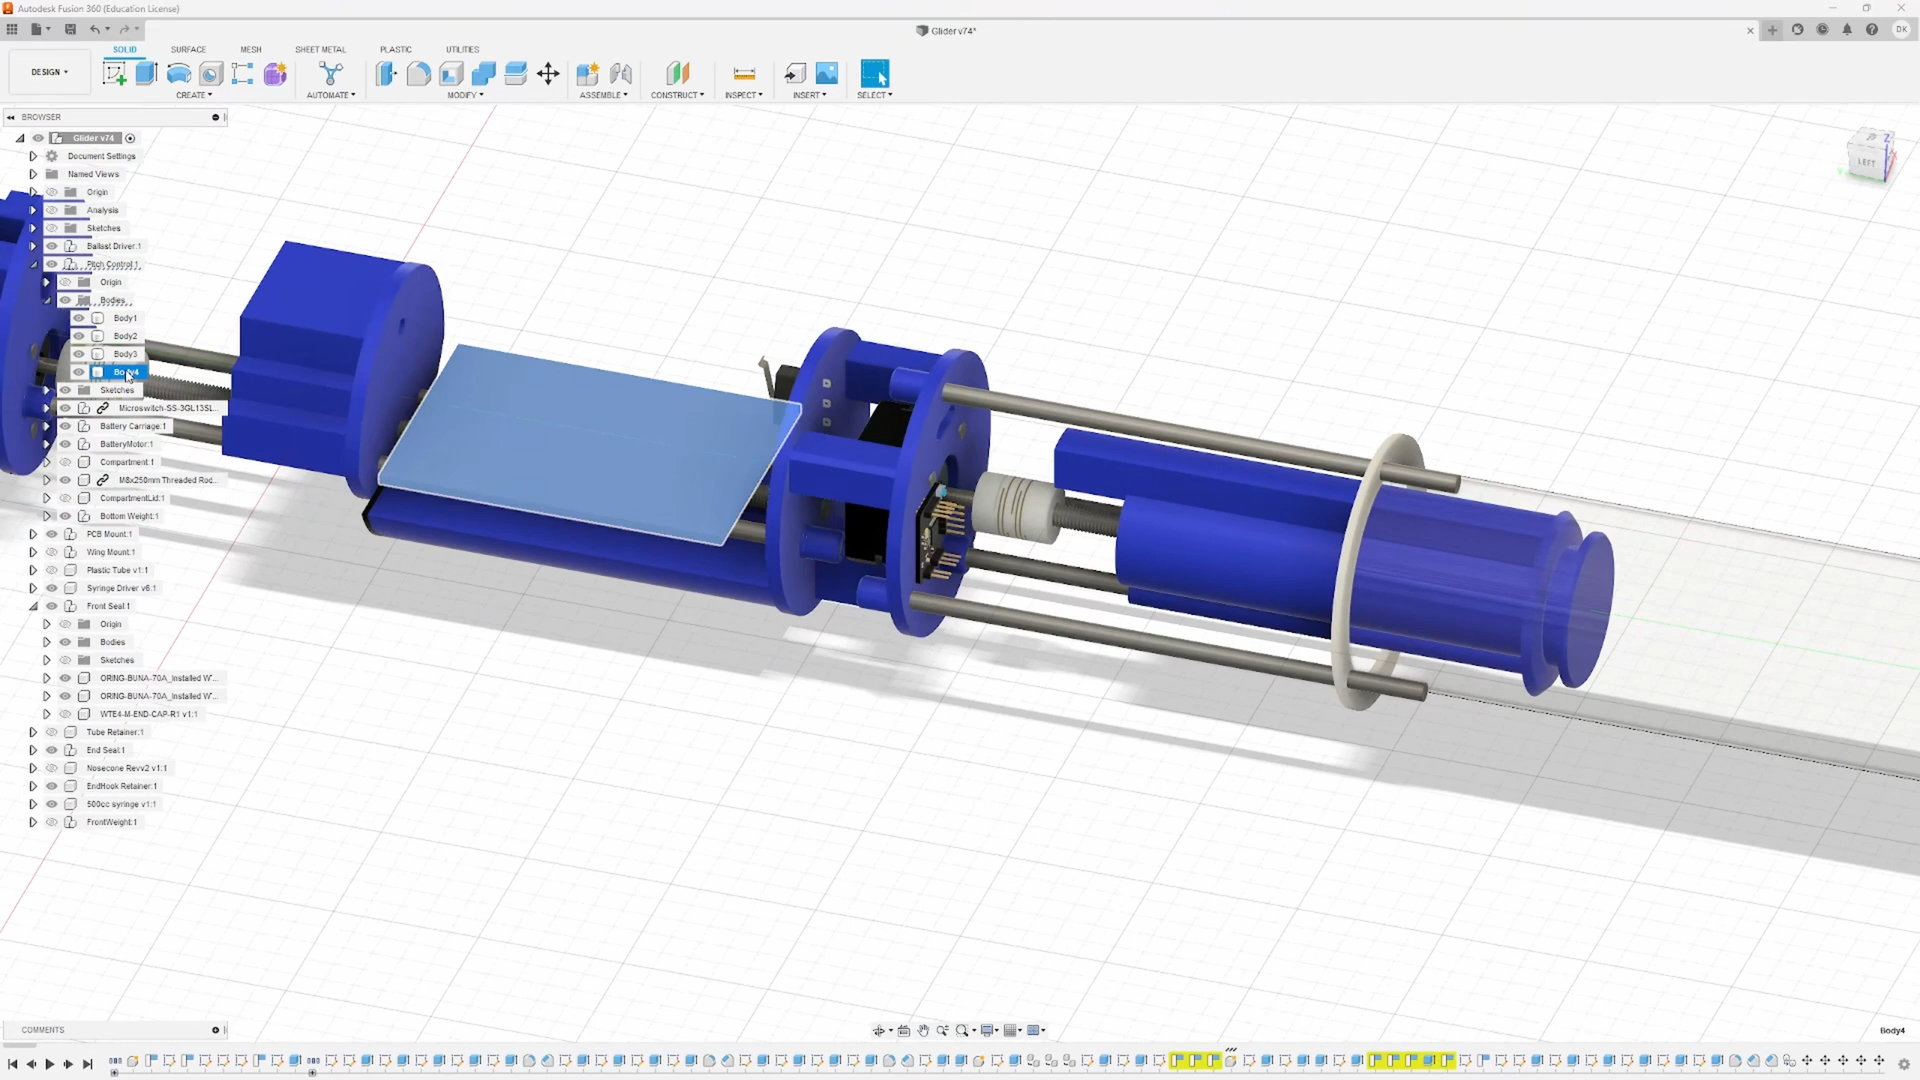 Autodesk Fusion 360 (Education License)
Glider v74*
DK
DESIGN
SOLID SURFACE MESH SHEET METAL PLASTIC UTILITIES
CREATE AUTOMATE MODIFY ASSEMBLE CONSTRUCT INSPECT INSERT SELECT
BROWSER
Glider v74
Document Settings
Named Views
Origin
Analysis
Sketches
Ballast Driver:1
Pitch Control:1
Origin
Bodies
Body1
Body2
Body3
Body4
Sketches
Microswitch-SS-3GL13SL...
Battery Carriage:1
BatteryMotor:1
Compartment:1
M8x250mm Threaded Rod...
CompartmentLid:1
Bottom Weight:1
PCB Mount:1
Wing Mount:1
Plastic Tube v1:1
Syringe Driver v6:1
Front Seal:1
Origin
Bodies
Sketches
ORING-BUNA-70A_Installed W'...
ORING-BUNA-70A_Installed W'...
WTE4-M-END-CAP-R1 v1:1
Tube Retainer:1
End Seal:1
Nosecone Revv2 v1:1
EndHook Retainer:1
500cc syringe v1:1
FrontWeight:1
LEFT
Z
COMMENTS
Body4